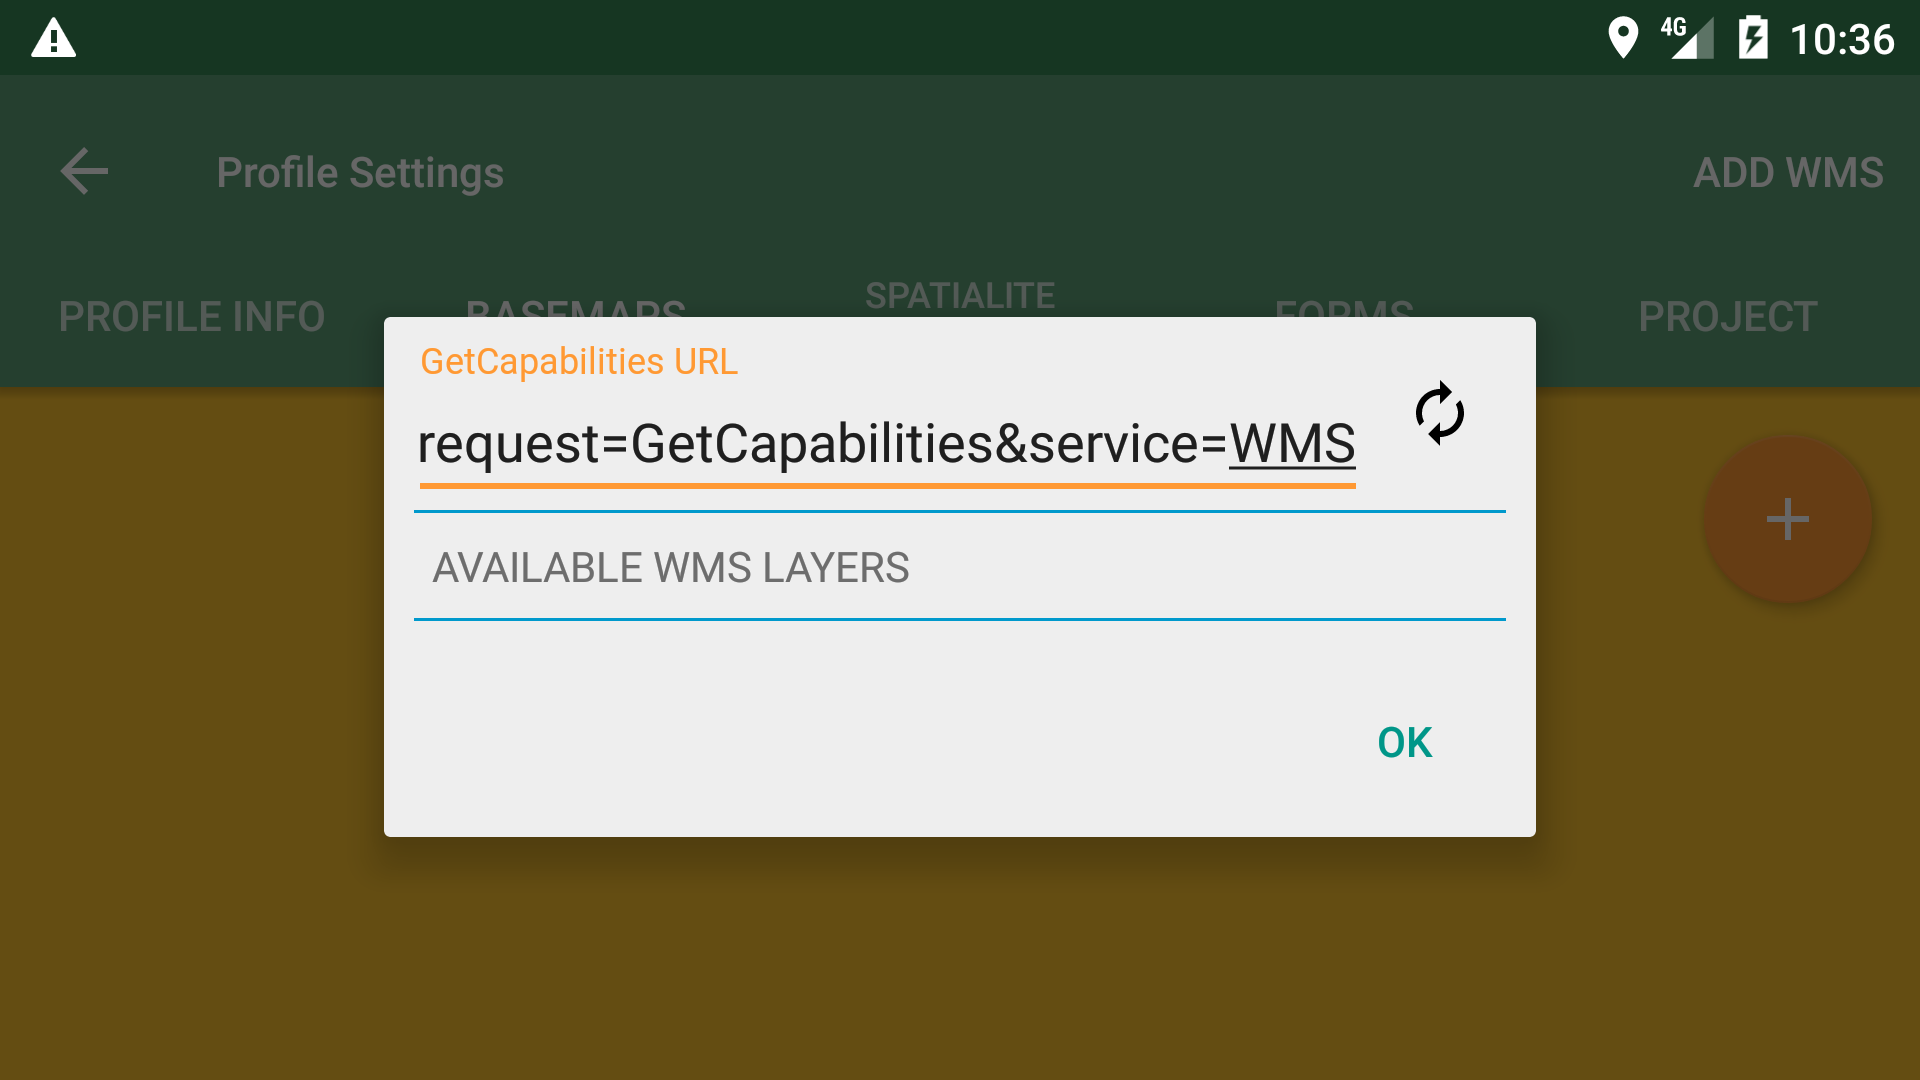 4G 10:36
Profile Settings ADD WMS
PROFILE INFO BASEMAPS SPATIALITE FORMS PROJECT
GetCapabilities URL
request=GetCapabilities&service=WMS
AVAILABLE WMS LAYERS
OK